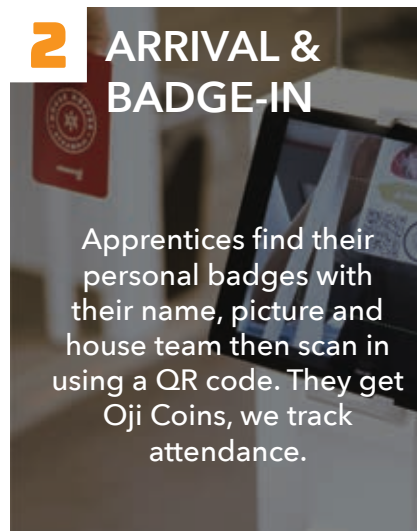 2
ARRIVAL &
BADGE-IN
Apprentices find their
personal badges with
their name, picture and
house team then scan in
using a QR code. They get
Oji Coins, we track
attendance.